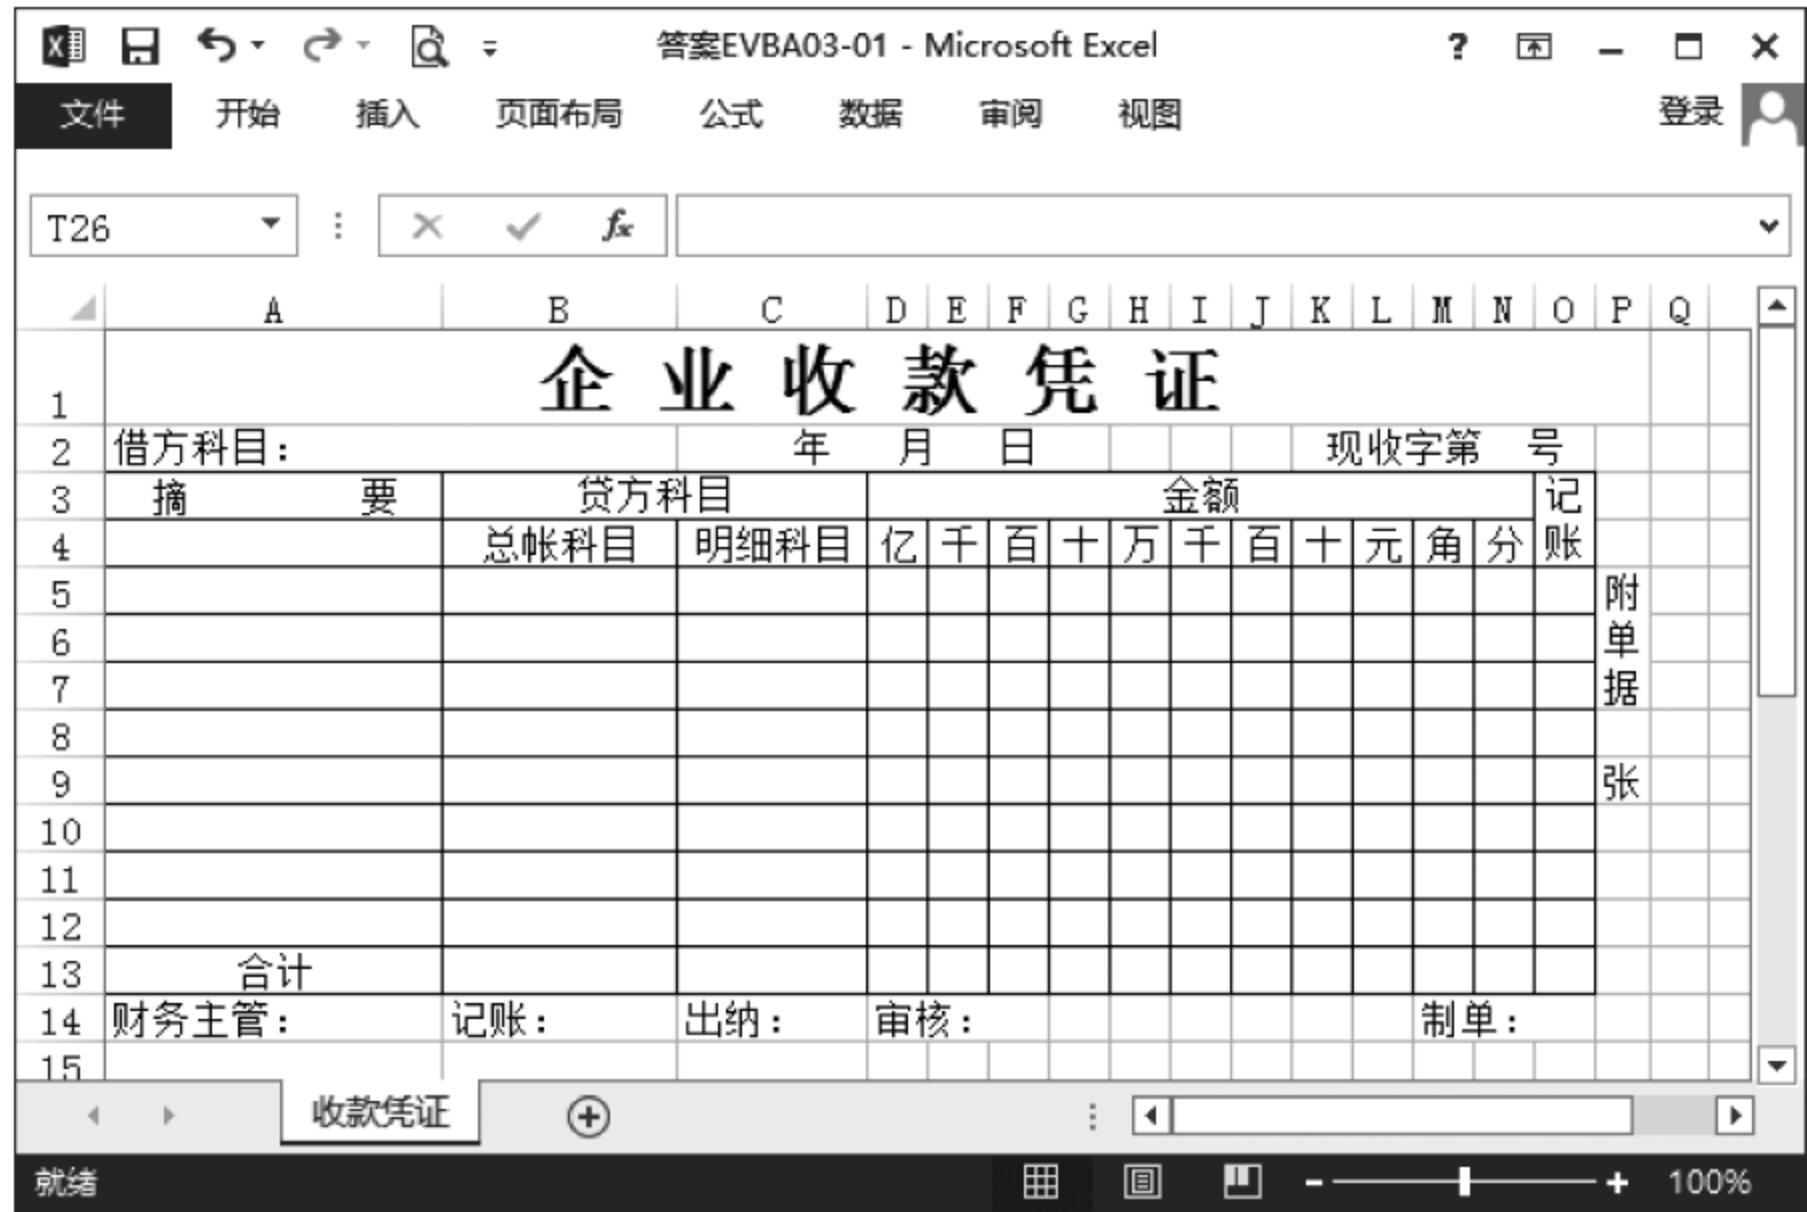 答案EVBA03-01 - Microsoft Excel ?
文件 开始 插入 页面布局 公式 数据 审阅 视图 登录
T26 fx
A B C D E F G H I J K L M N O P Q
1 企 业 收 款 凭 证
2 借方科目： 年 月 日 现收字第 号
3 摘 要 贷方科目 金额 记
4 总帐科目 明细科目 亿 千 百 十 万 千 百 十 元 角 分 账
5 附
6 单
7 据
8
9 张
10
11
12
13 合计
14 财务主管： 记账： 出纳： 审核： 制单：
15
收款凭证
就绪 100%